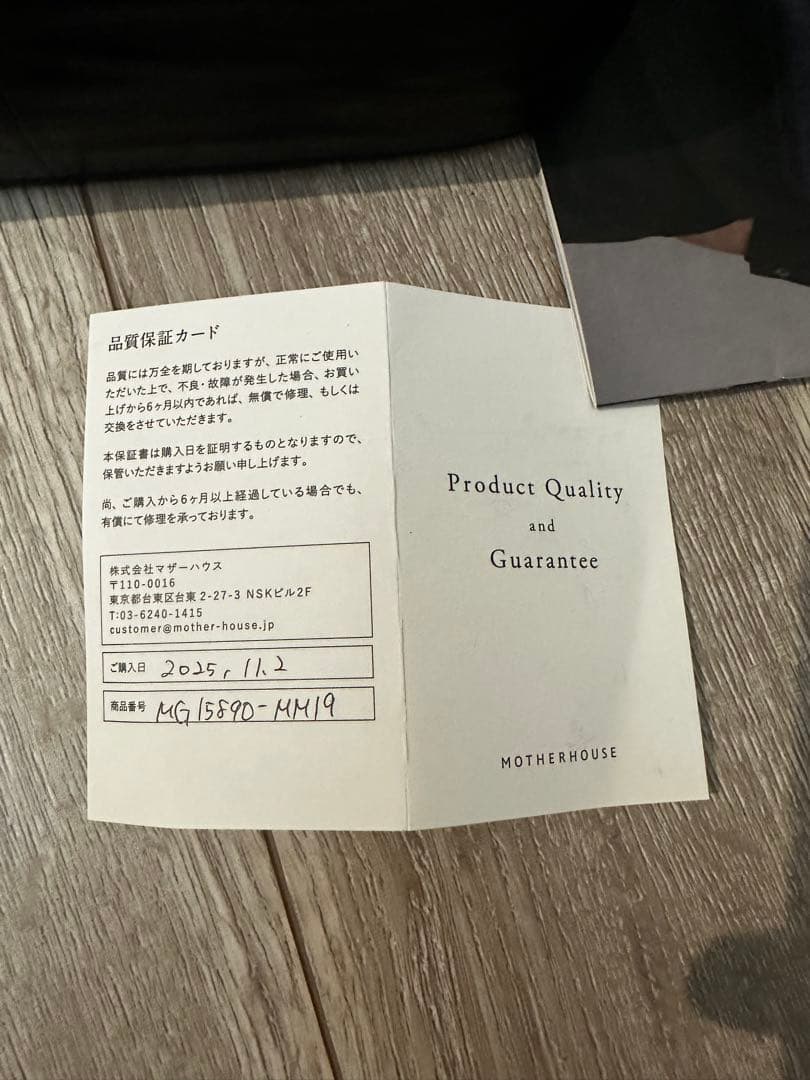 品質保証カード
品質には万全を期しておりますが、正常にご使用い
ただいた上で、不良・故障が発生した場合、お買い
上げから6ヶ月以内であれば、無償で修理、もしくは
交換をさせていただきます。
本保証書は購入日を証明するものとなりますので、
保管いただきますようお願い申し上げます。
尚、ご購入から6ヶ月以上経過している場合でも、
有償にて修理を承っております。
株式会社マザーハウス
〒110-0016
東京都台東区台東2-27-3 NSKビル2F
T:03-6240-1415
customer@mother-house.jp
ご購入日 2025, 11.2
商品番号 MG15890-MM19
Product Quality
and
Guarantee
MOTHERHOUSE